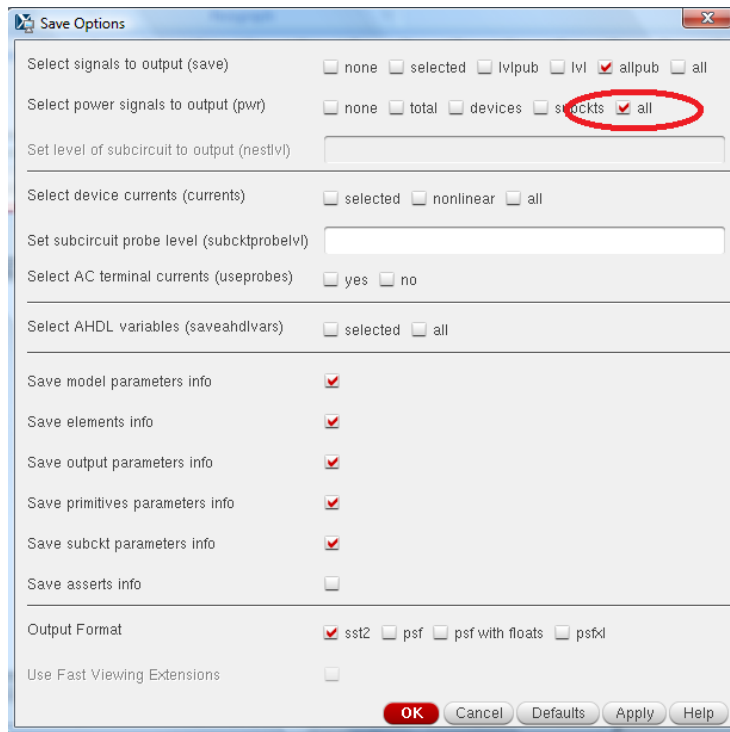 Save Options
Select signals to output (save) none selected lvlpub lvl allpub all
Select power signals to output (pwr) none total devices subckts all
Set level of subcircuit to output (nestlvl)
Select device currents (currents) selected nonlinear all
Set subcircuit probe level (subcktprobelvl)
Select AC terminal currents (useprobes) yes no
Select AHDL variables (saveahdlvars) selected all
Save model parameters info
Save elements info
Save output parameters info
Save primitives parameters info
Save subckt parameters info
Save asserts info
Output Format sst2 psf psf with floats psfxl
Use Fast Viewing Extensions
OK Cancel Defaults Apply Help